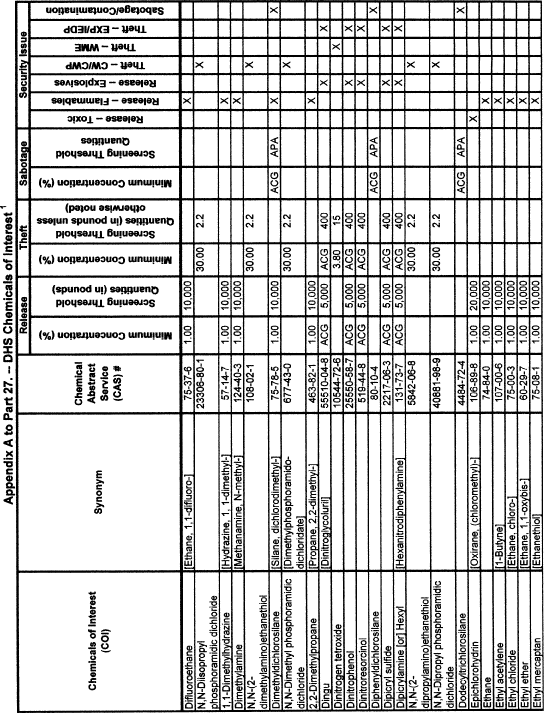 Appendix A to Part 27. – DHS Chemicals of Interest 1
Release Theft Sabotage Security Issue
Chemicals of Interest (COI)
Synonym
Chemical Abstract Service (CAS) #
Minimum Concentration (%)
Screening Threshold Quantities (in pounds)
Minimum Concentration (%)
Screening Threshold Quantities (in pounds unless otherwise noted)
Minimum Concentration (%)
Screening Threshold Quantities
Release – Toxic
Release – Flammables
Release – Explosives
Theft – CWI/CWP
Theft – WME
Theft – EXP/IEDP
Sabotage/Contamination
Difluoroethane [Ethane, 1,1-difluoro-] 75-37-6 1.00 10,000 X
N,N-Diisopropyl phosphoramidic dichloride 23306-80-1 30.00 2.2 X
1,1-Dimethylhydrazine [Hydrazine, 1, 1-dimethyl-] 57-14-7 1.00 10,000 X
Dimethylamine [Methanamine, N-methyl-] 124-40-3 1.00 10,000 X
N,N-(2-dimethylamino)ethanethiol 108-02-1 30.00 2.2 X
Dimethyldichlorosilane [Silane, dichlorodimethyl-] 75-78-5 1.00 10,000 ACG APA X X
N,N-Dimethyl phosphoramidic dichloride [Dimethylphosphoramido-dichloridate] 677-43-0 30.00 2.2 X
2,2-Dimethylpropane [Propane, 2,2-dimethyl-] 463-82-1 1.00 10,000 X
Dingu [Dinitroglycoluril] 55510-04-8 ACG 5,000 ACG 400 X X
Dinitrogen tetroxide 10544-72-6 3.80 15 X
Dinitrophenol 25550-58-7 ACG 5,000 ACG 400 X X
Dinitroresorcinol 519-44-8 ACG 5,000 ACG 400 X X
Diphenyldichlorosilane 80-10-4 ACG APA X
Dipicryl sulfide 2217-06-3 ACG 5,000 ACG 400 X X
Dipicrylamine [or] Hexyl [Hexanitrodiphenylamine] 131-73-7 ACG 5,000 ACG 400 X X
N,N-(2-dipropylamino)ethanethiol 5842-06-8 30.00 2.2 X
N,N-Dipropyl phosphoramidic dichloride 40881-98-9 30.00 2.2 X
Dodecyltrichlorosilane 4484-72-4 ACG APA X
Epichlorohydrin [Oxirane, (chloromethyl)-] 106-89-8 1.00 20,000 X
Ethane 74-84-0 1.00 10,000 X
Ethyl acetylene [1-Butyne] 107-00-6 1.00 10,000 X
Ethyl chloride [Ethane, chloro-] 75-00-3 1.00 10,000 X
Ethyl ether [Ethane, 1,1-oxybis-] 60-29-7 1.00 10,000 X
Ethyl mercaptan [Ethanethiol] 75-08-1 1.00 10,000 X